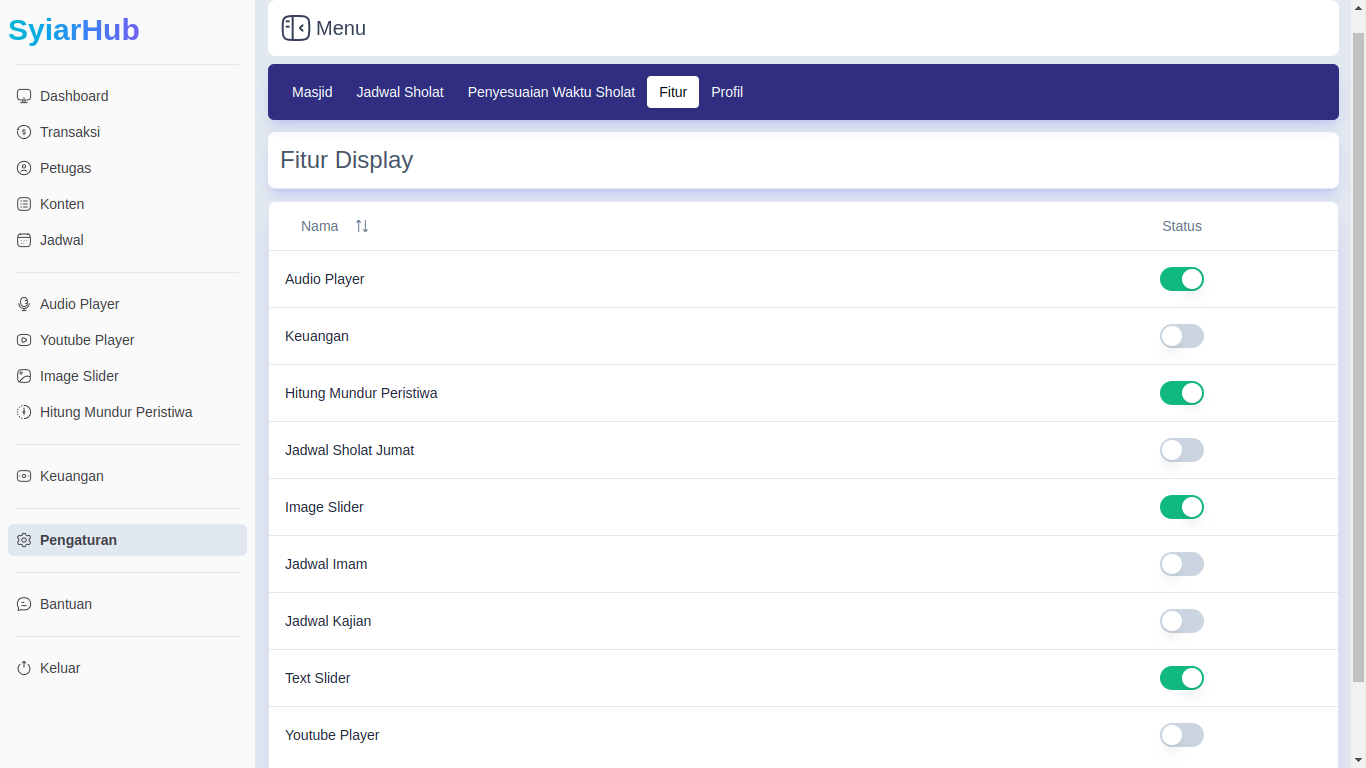 SyiarHub
Dashboard
Transaksi
Petugas
Konten
Jadwal
Audio Player
Youtube Player
Image Slider
Hitung Mundur Peristiwa
Keuangan
Pengaturan
Bantuan
Keluar
Menu
Masjid Jadwal Sholat Penyesuaian Waktu Sholat Fitur Profil
Fitur Display
Nama Status
Audio Player
Keuangan
Hitung Mundur Peristiwa
Jadwal Sholat Jumat
Image Slider
Jadwal Imam
Jadwal Kajian
Text Slider
Youtube Player